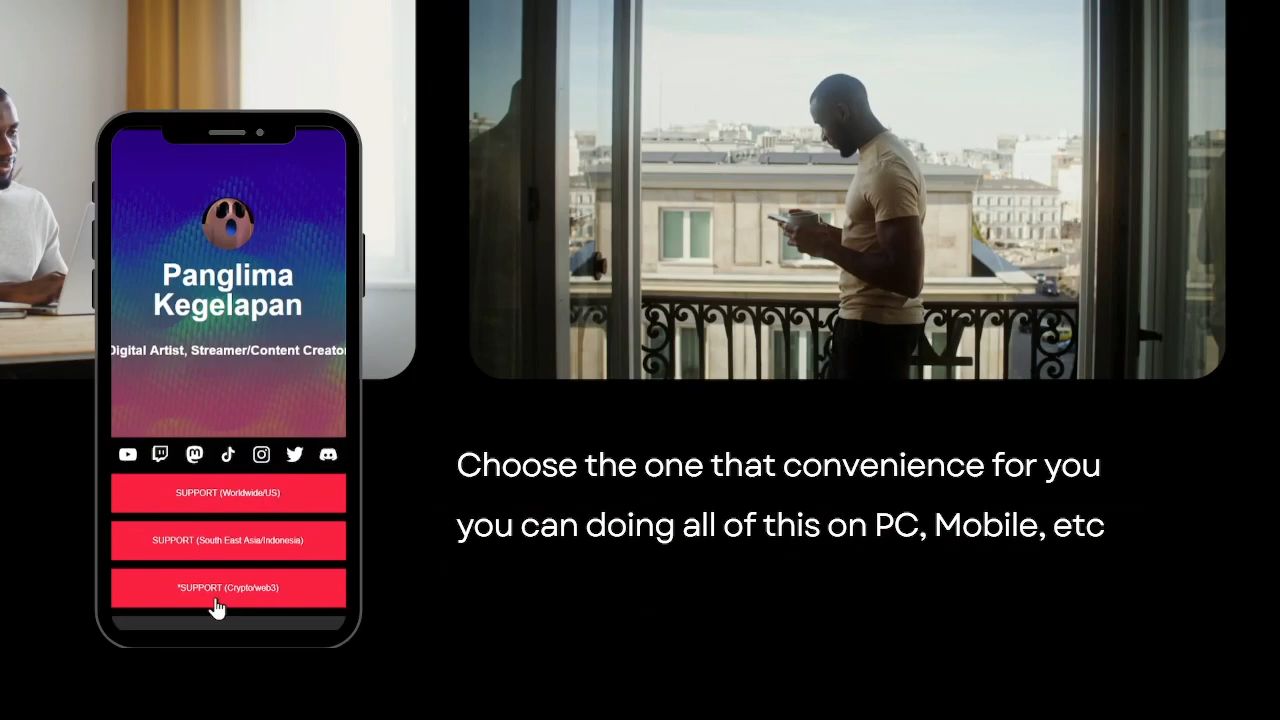 Panglima
Kegelapan
Digital Artist, Streamer/Content Creator
SUPPORT (Worldwide/US)
SUPPORT (South East Asia/Indonesia)
*SUPPORT (Crypto/web3)
Choose the one that convenience for you
you can doing all of this on PC, Mobile, etc